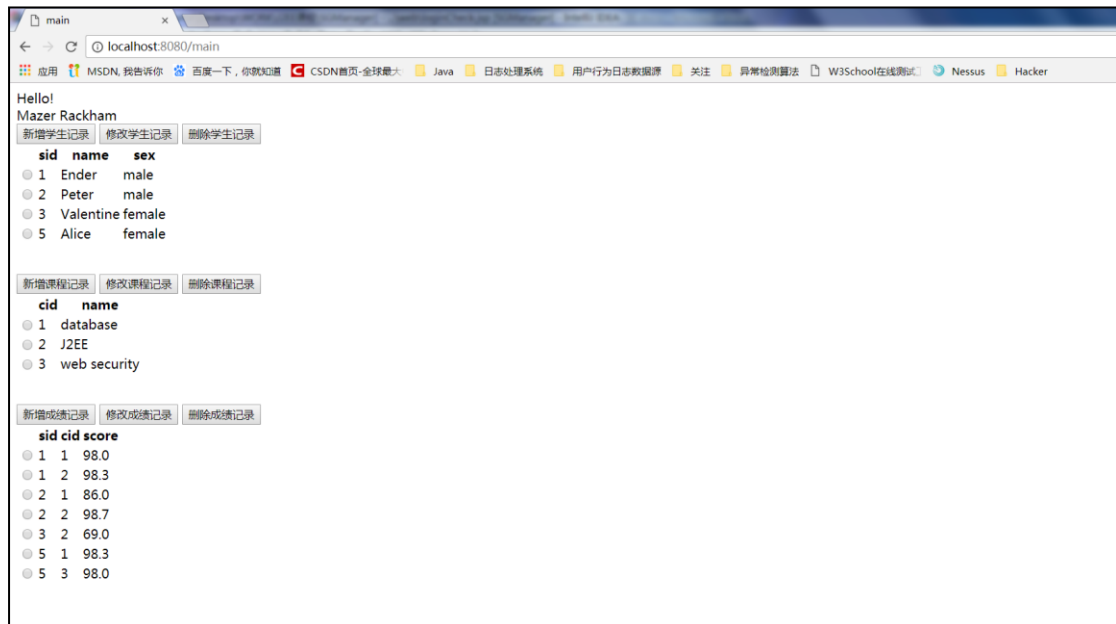 main
localhost:8080/main
应用 MSDN, 我告诉你 百度一下，你就知道 CSDN首页-全球最大 Java 日志处理系统 用户行为日志数据源 关注 异常检测算法 W3School在线测试 Nessus Hacker
Hello!
Mazer Rackham
新增学生记录 修改学生记录 删除学生记录
sid name sex
1 Ender male
2 Peter male
3 Valentine female
5 Alice female
新增课程记录 修改课程记录 删除课程记录
cid name
1 database
2 J2EE
3 web security
新增成绩记录 修改成绩记录 删除成绩记录
sid cid score
1 1 98.0
1 2 98.3
2 1 86.0
2 2 98.7
3 2 69.0
5 1 98.3
5 3 98.0